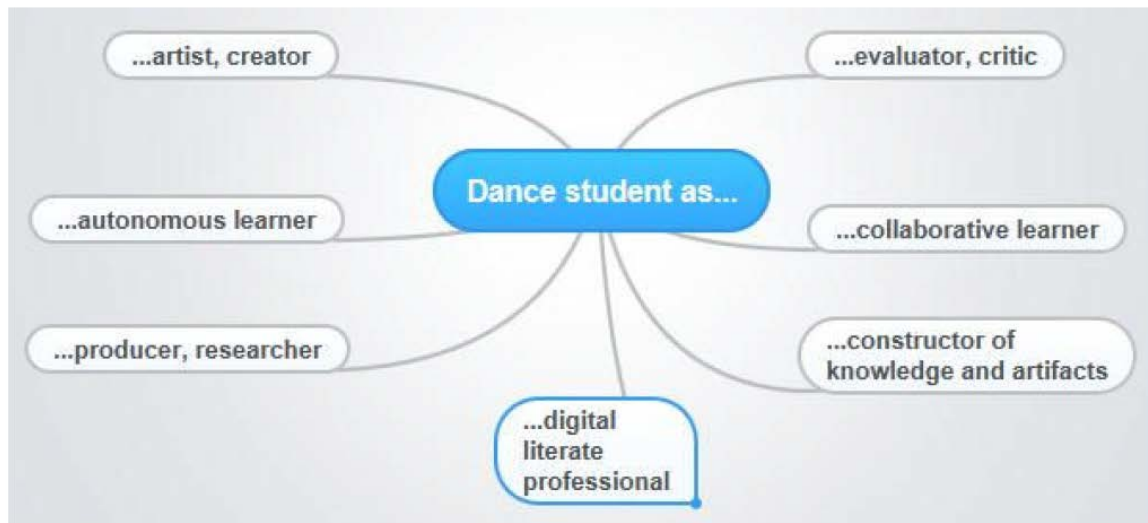 ...artist, creator
...evaluator, critic
Dance student as...
...autonomous learner
...collaborative learner
...producer, researcher
...constructor of
knowledge and artifacts
...digital
literate
professional